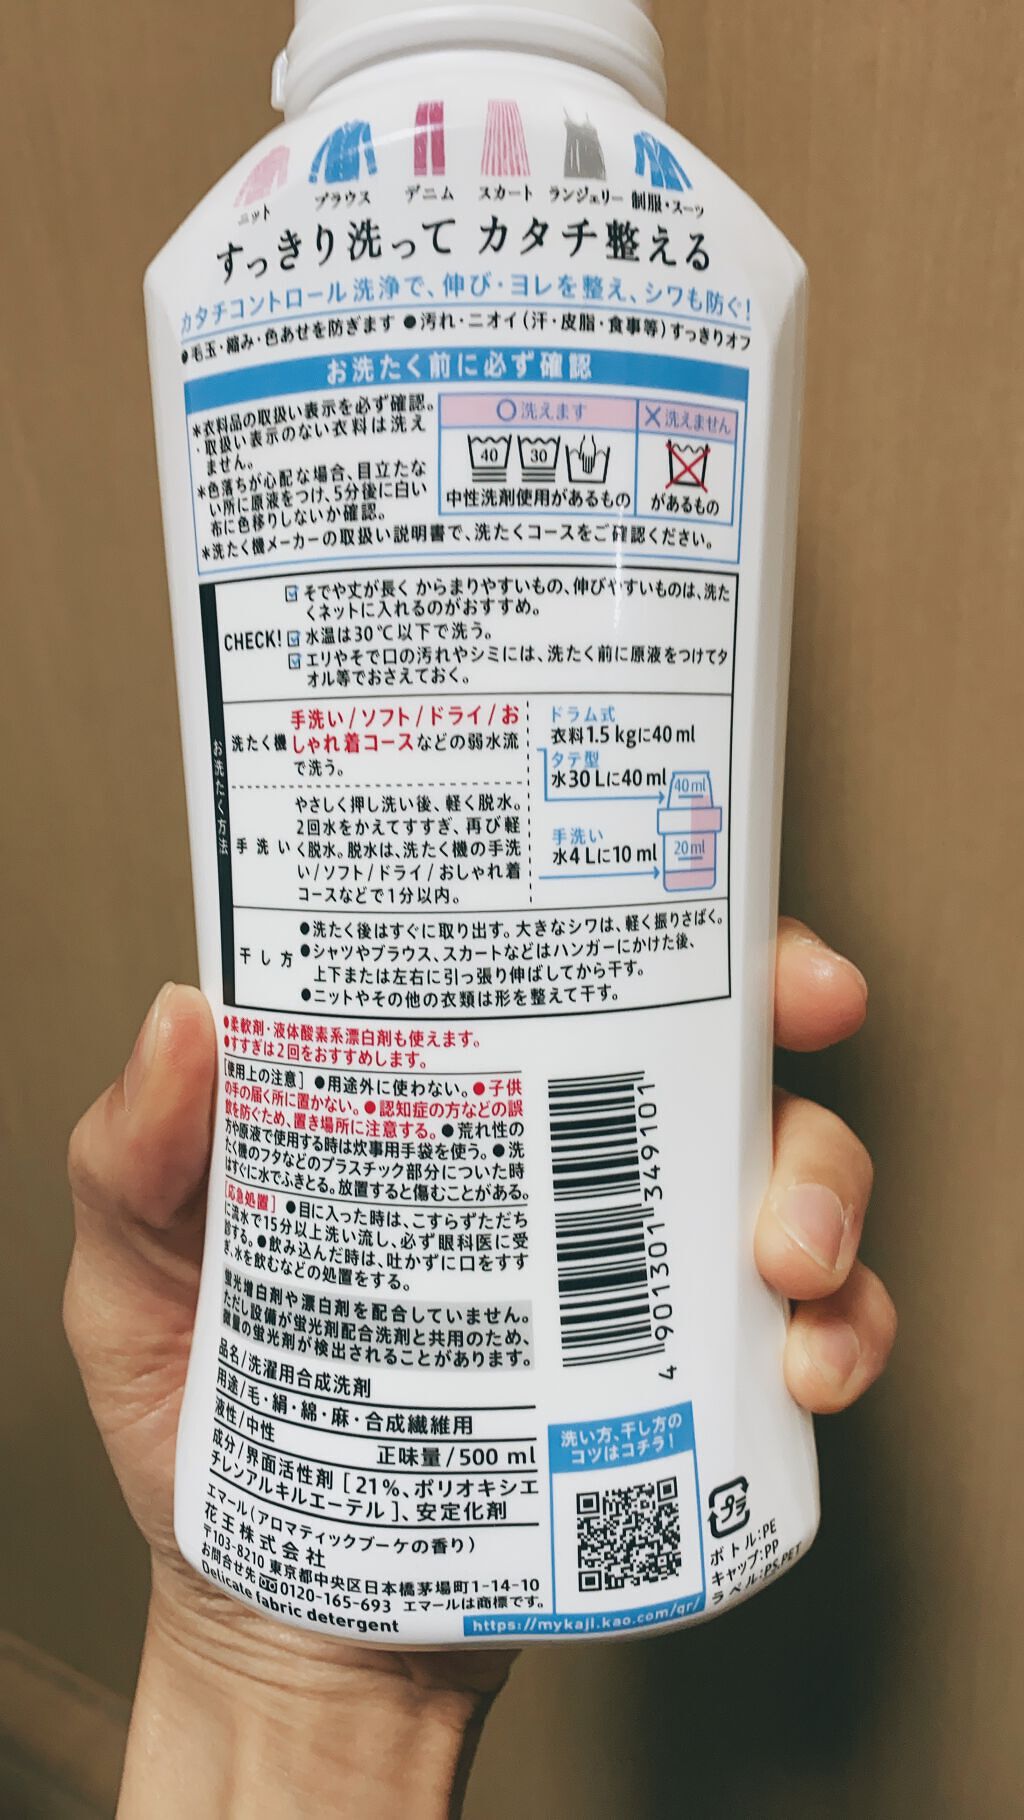 ニット ブラウス デニム スカート ランジェリー 制服・スーツ
すっきり洗って カタチ整える
カタチコントロール洗浄で、伸び・ヨレを整え、シワも防ぐ!
●毛玉・縮み・色あせを防ぎます ●汚れ・ニオイ(汗・皮脂・食事等)すっきりオフ
お洗たく前に必ず確認
*衣料品の取扱い表示を必ず確認。
・取扱い表示のない衣料は洗え
ません。
*色落ちが心配な場合、目立たな
い所に原液をつけ、5分後に白い
布に色移りしないか確認。
*洗たく機メーカーの取扱い説明書で、洗たくコースをご確認ください。
○洗えます
40 30
中性洗剤使用があるもの
×洗えません
があるもの
お洗たく方法
CHECK!
そでや丈が長く からまりやすいもの、伸びやすいものは、洗た
くネットに入れるのがおすすめ。
水温は30℃以下で洗う。
エリやそで口の汚れやシミには、洗たく前に原液をつけてタ
オル等でおさえておく。
洗たく機
手洗い/ソフト/ドライ/お
しゃれ着コースなどの弱水流
で洗う。
手洗い
やさしく押し洗い後、軽く脱水。
2回水をかえてすすぎ、再び軽
く脱水。脱水は、洗たく機の手洗
い/ソフト/ドライ/おしゃれ着
コースなどで1分以内。
ドラム式
衣料1.5 kgに40 ml
タテ型
水30 Lに40 ml
手洗い
水4 Lに10 ml
40ml
20ml
干し方
●洗たく後はすぐに取り出す。大きなシワは、軽く振りさばく。
●シャツやブラウス、スカートなどはハンガーにかけた後、
上下または左右に引っ張り伸ばしてから干す。
●ニットやその他の衣類は形を整えて干す。
●柔軟剤・液体酸素系漂白剤も使えます。
●すすぎは2回をおすすめします。
[使用上の注意] ●用途外に使わない。●子供
の手の届く所に置かない。●認知症の方などの誤
飲を防ぐため、置き場所に注意する。●荒れ性の
方や原液で使用する時は炊事用手袋を使う。●洗
たく機のフタなどのプラスチック部分についた時
はすぐに水でふきとる。放置すると傷むことがある。
[応急処置] ●目に入った時は、こすらずただち
に流水で15分以上洗い流し、必ず眼科医に受
診する。●飲み込んだ時は、吐かずに口をすす
ぎ、水を飲むなどの処置をする。
蛍光増白剤や漂白剤を配合していません。
ただし設備が蛍光剤配合洗剤と共用のため、
微量の蛍光剤が検出されることがあります。
品名/洗濯用合成洗剤
用途/毛・絹・綿・麻・合成繊維用
液性/中性
正味量/500 ml
成分/界面活性剤[21%、ポリオキシエ
チレンアルキルエーテル]、安定化剤
エマール(アロマティックブーケの香り)
花王株式会社
〒103-8210 東京都中央区日本橋茅場町1-14-10
お問合せ先 0120-165-693 エマールは商標です。
Delicate fabric detergent
4 901301 349101
洗い方、干し方の
コツはコチラ!
https://mykaji.kao.com/qr/
プラ
ボトル:PE
キャップ:PP
ラベル:PS,PET